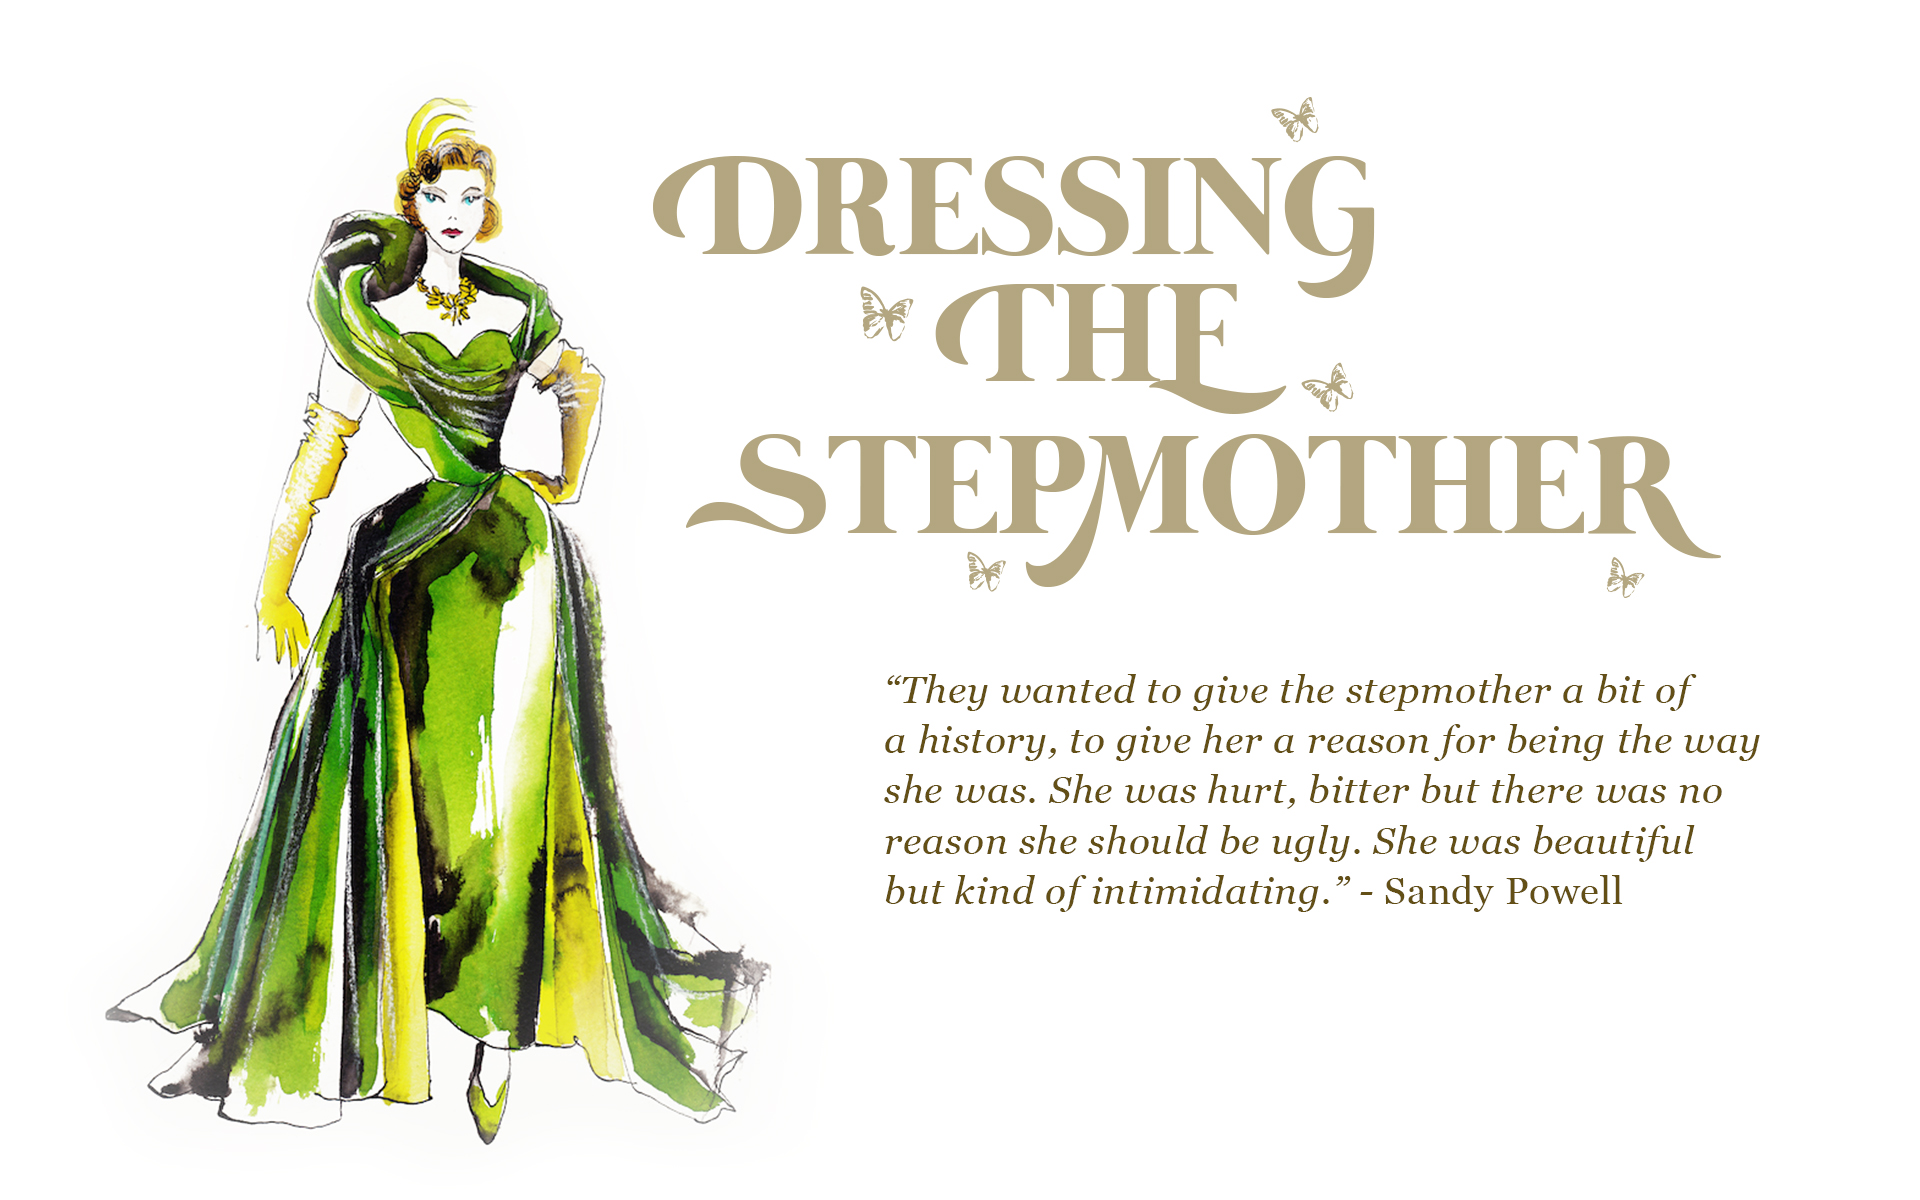 DRESSING
THE
STEPMOTHER
“They wanted to give the stepmother a bit of
a history, to give her a reason for being the way
she was. She was hurt, bitter but there was no
reason she should be ugly. She was beautiful
but kind of intimidating.” - Sandy Powell